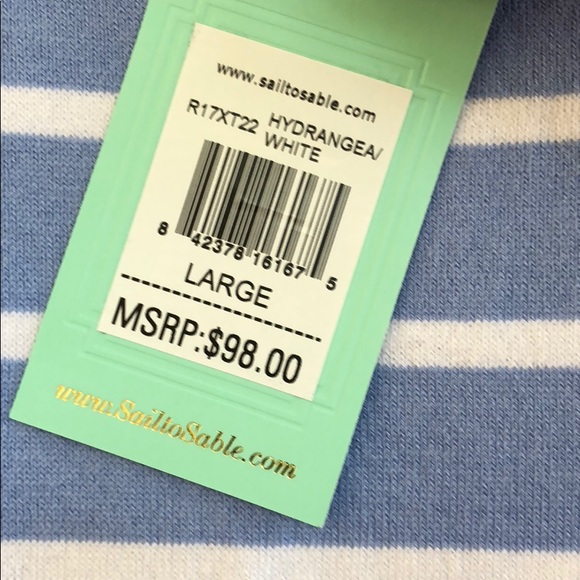 www.sailtosable.com
R17XT22 HYDRANGEA/
WHITE
8 42378 16167 5
LARGE
MSRP:$98.00
www.SailtoSable.com